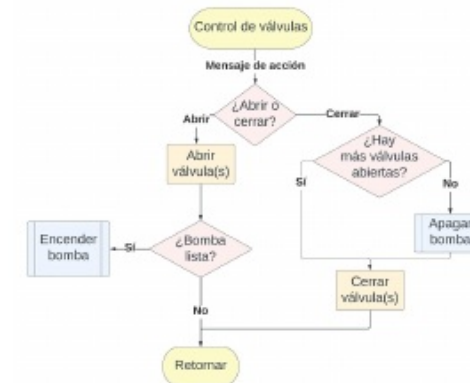 Control de válvulas
Mensaje de acción
¿Abrir o
cerrar?
Abrir
Cerrar
Abrir
válvula(s)
¿Hay
más válvulas
abiertas?
Sí
No
Apagar
bomba
Encender
bomba
Sí
¿Bomba
lista?
Cerrar
válvula(s)
No
Retornar